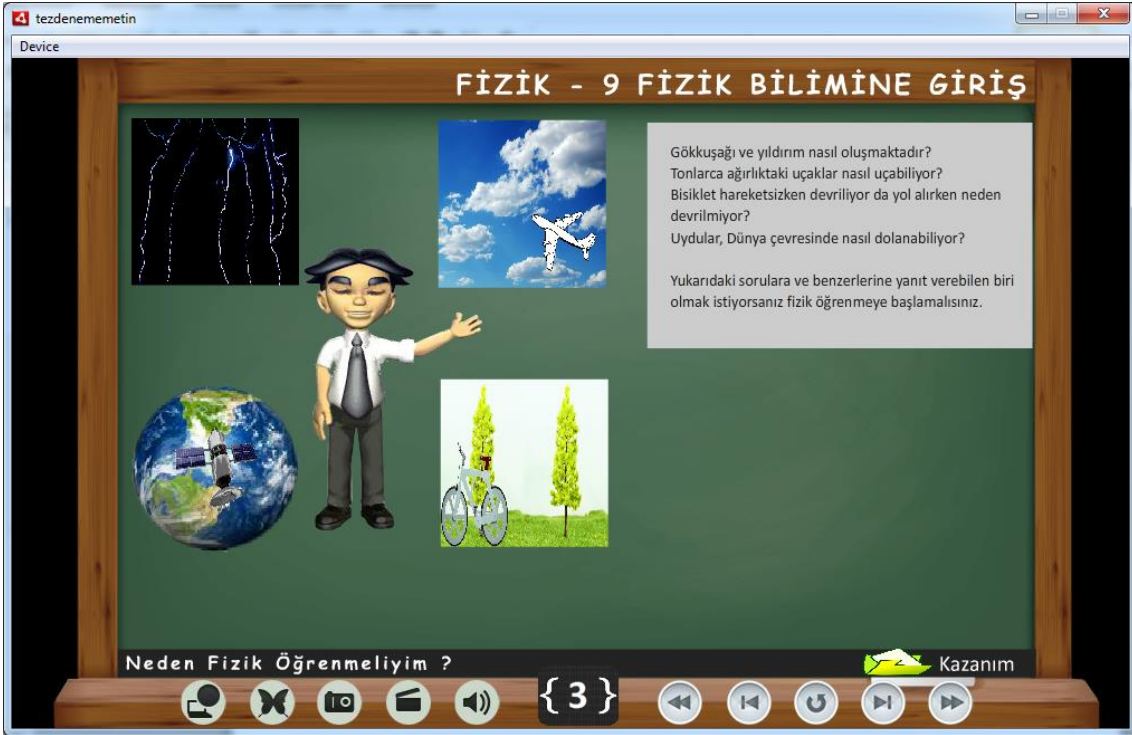 tezdenememetin
Device
FİZİK - 9 FİZİK BİLİMİNE GİRİŞ
Gökkuşağı ve yıldırım nasıl oluşmaktadır?
Tonlarca ağırlıktaki uçaklar nasıl uçabiliyor?
Bisiklet hareketsizken devriliyor da yol alırken neden
devrilmiyor?
Uydular, Dünya çevresinde nasıl dolanabiliyor?
Yukarıdaki sorulara ve benzerlerine yanıt verebilen biri
olmak istiyorsanız fizik öğrenmeye başlamalısınız.
Neden Fizik Öğrenmeliyim ?
Kazanım
{3}